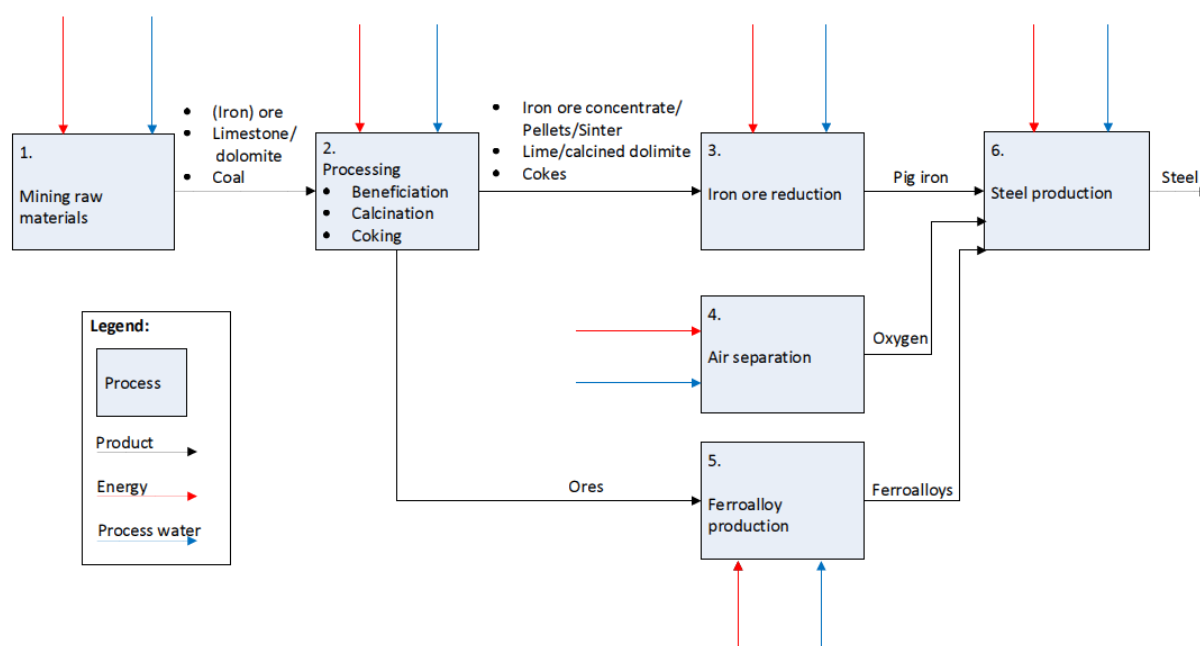 1.
Mining raw
materials
• (Iron) ore
• Limestone/
dolomite
• Coal
2.
Processing
• Beneficiation
• Calcination
• Coking
• Iron ore concentrate/
Pellets/Sinter
• Lime/calcined dolimite
• Cokes
3.
Iron ore reduction
Pig iron
6.
Steel production
Steel
4.
Air separation
Oxygen
5.
Ferroalloy
production
Ores
Ferroalloys
Legend:
Process
Product
Energy
Process water